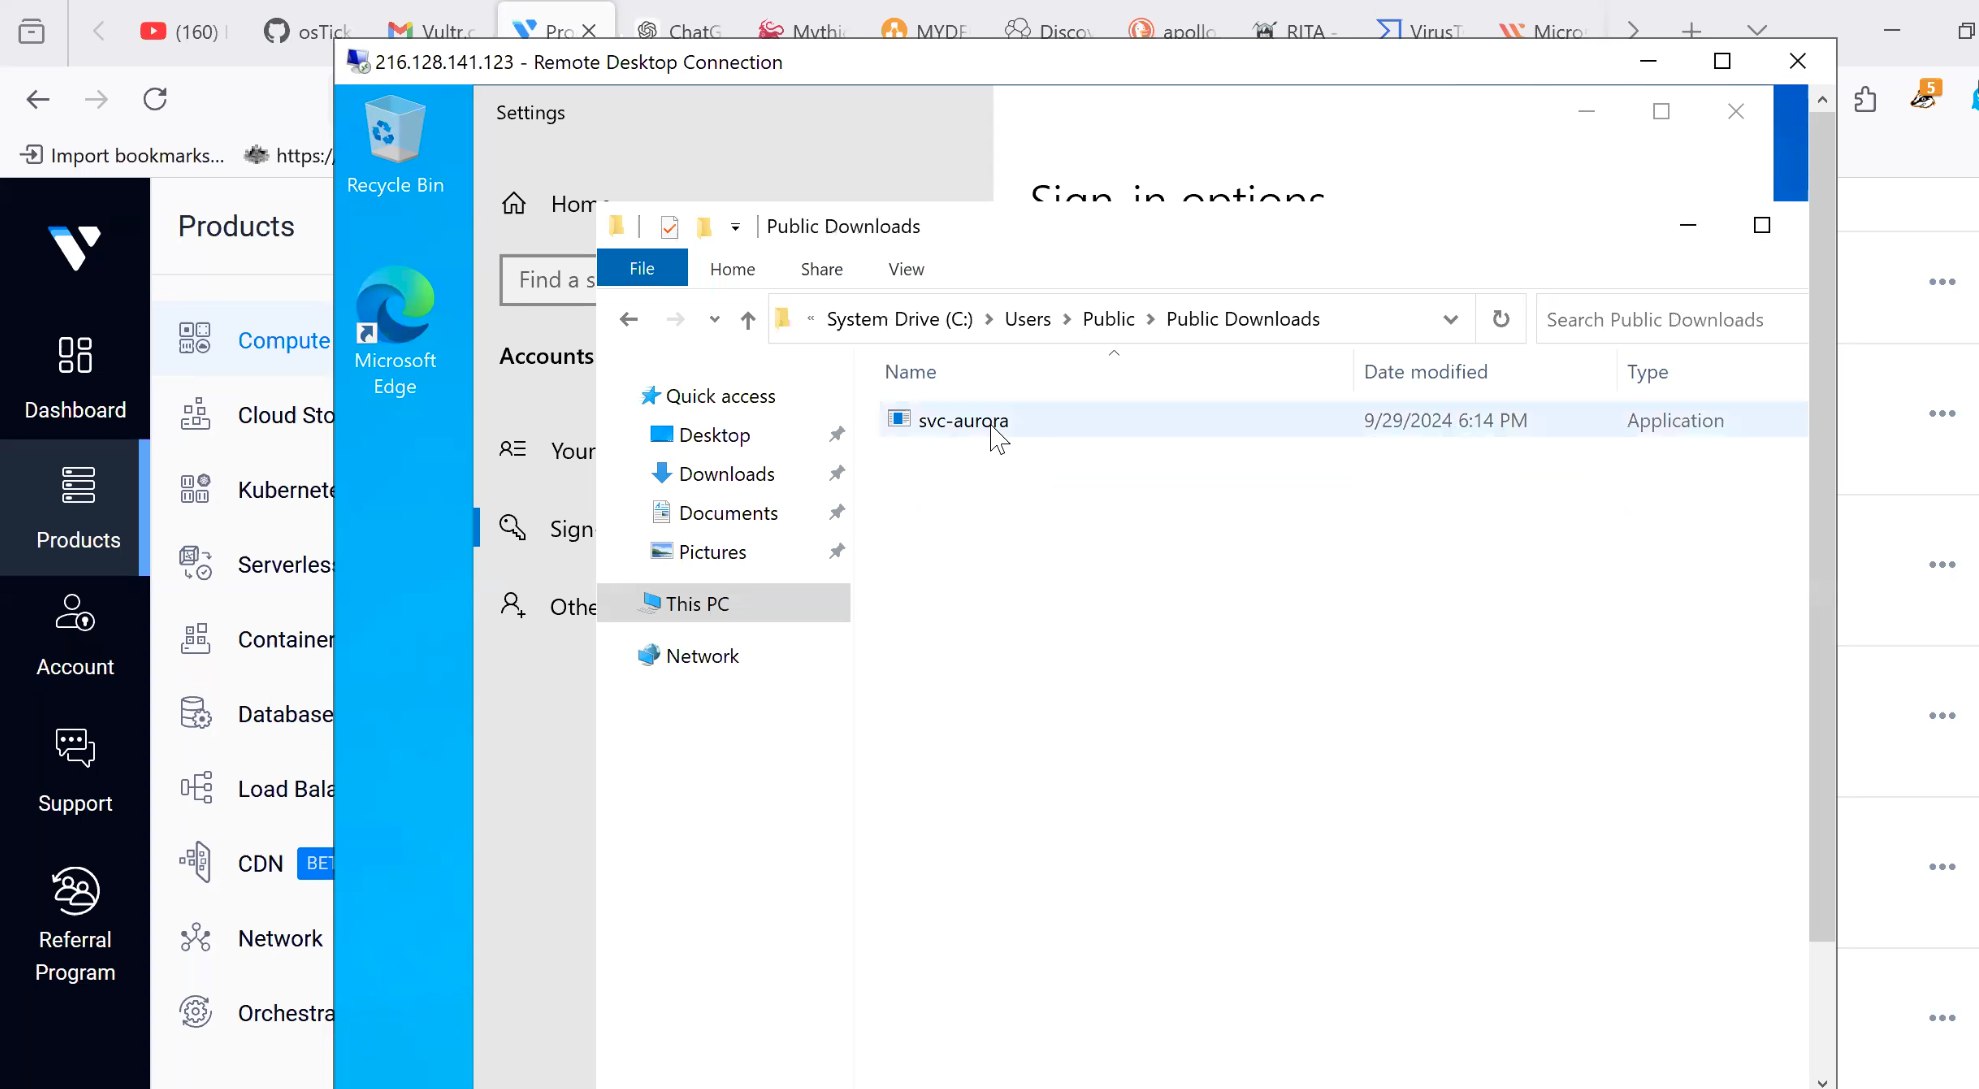 (160)
osTick
Vultr.c
Pro
ChatG
Mythi
MYDF
Disco
apollo.
RITA -
VirusT
Micro
216.128.141.123 - Remote Desktop Connection
5
Import bookmarks...
https:/
Recycle Bin
Microsoft
Edge
Settings
Home
Sign-in options
Find a s
Accounts
Your
Sign-
Othe
Public Downloads
File
Home
Share
View
« System Drive (C:) > Users > Public > Public Downloads
Search Public Downloads
Name
Date modified
Type
svc-aurora
9/29/2024 6:14 PM
Application
Quick access
Desktop
Downloads
Documents
Pictures
This PC
Network
Dashboard
Products
Account
Support
Referral
Program
Products
Compute
Cloud Sto
Kubernete
Serverless
Container
Database
Load Bala
CDN BET
Network
Orchestra